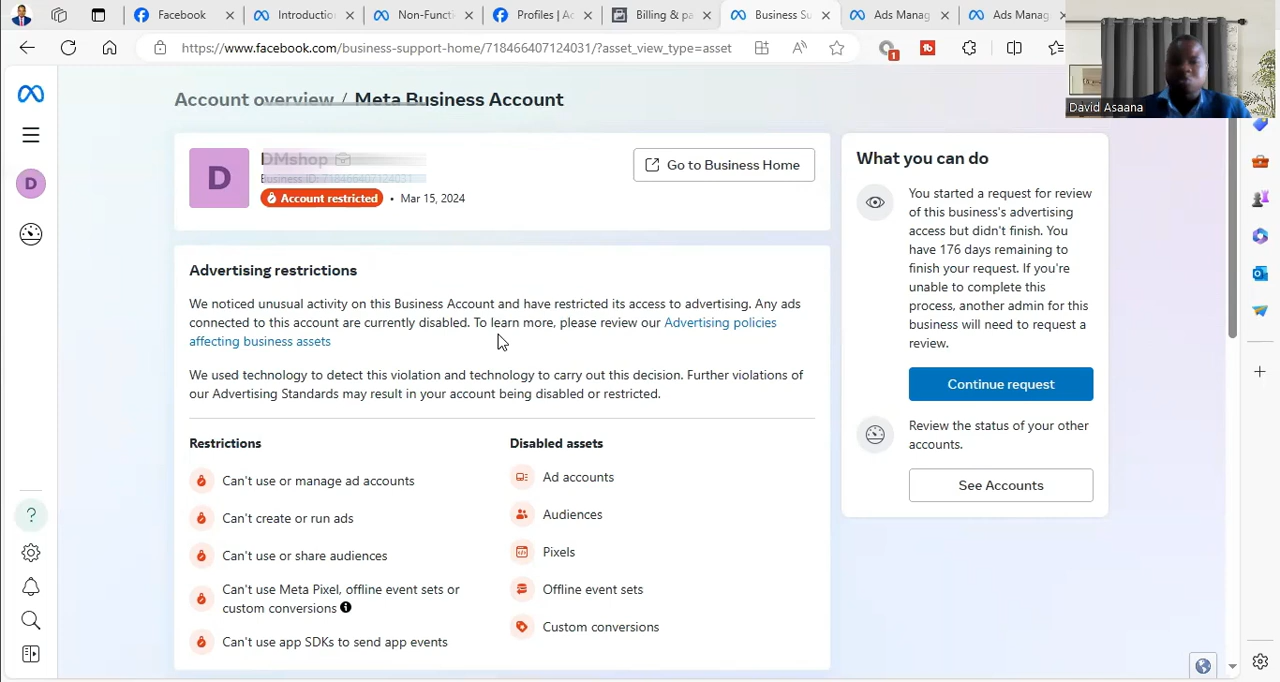 Facebook
Introductio
Non-Functi
Profiles | Ac
Billing & pa
Business Su
Ads Manag
Ads Manag
https://www.facebook.com/business-support-home/718466407124031/?asset_view_type=asset
1
David Asaana
Account overview / Meta Business Account
D
D
DMshop
Business ID: 718466407124031
Account restricted • Mar 15, 2024
Go to Business Home
Advertising restrictions
We noticed unusual activity on this Business Account and have restricted its access to advertising. Any ads
connected to this account are currently disabled. To learn more, please review our Advertising policies
affecting business assets
We used technology to detect this violation and technology to carry out this decision. Further violations of
our Advertising Standards may result in your account being disabled or restricted.
Restrictions
Can't use or manage ad accounts
Can't create or run ads
Can't use or share audiences
Can't use Meta Pixel, offline event sets or
custom conversions
Can't use app SDKs to send app events
Disabled assets
Ad accounts
Audiences
Pixels
Offline event sets
Custom conversions
What you can do
You started a request for review
of this business's advertising
access but didn't finish. You
have 176 days remaining to
finish your request. If you're
unable to complete this
process, another admin for this
business will need to request a
review.
Continue request
Review the status of your other
accounts.
See Accounts